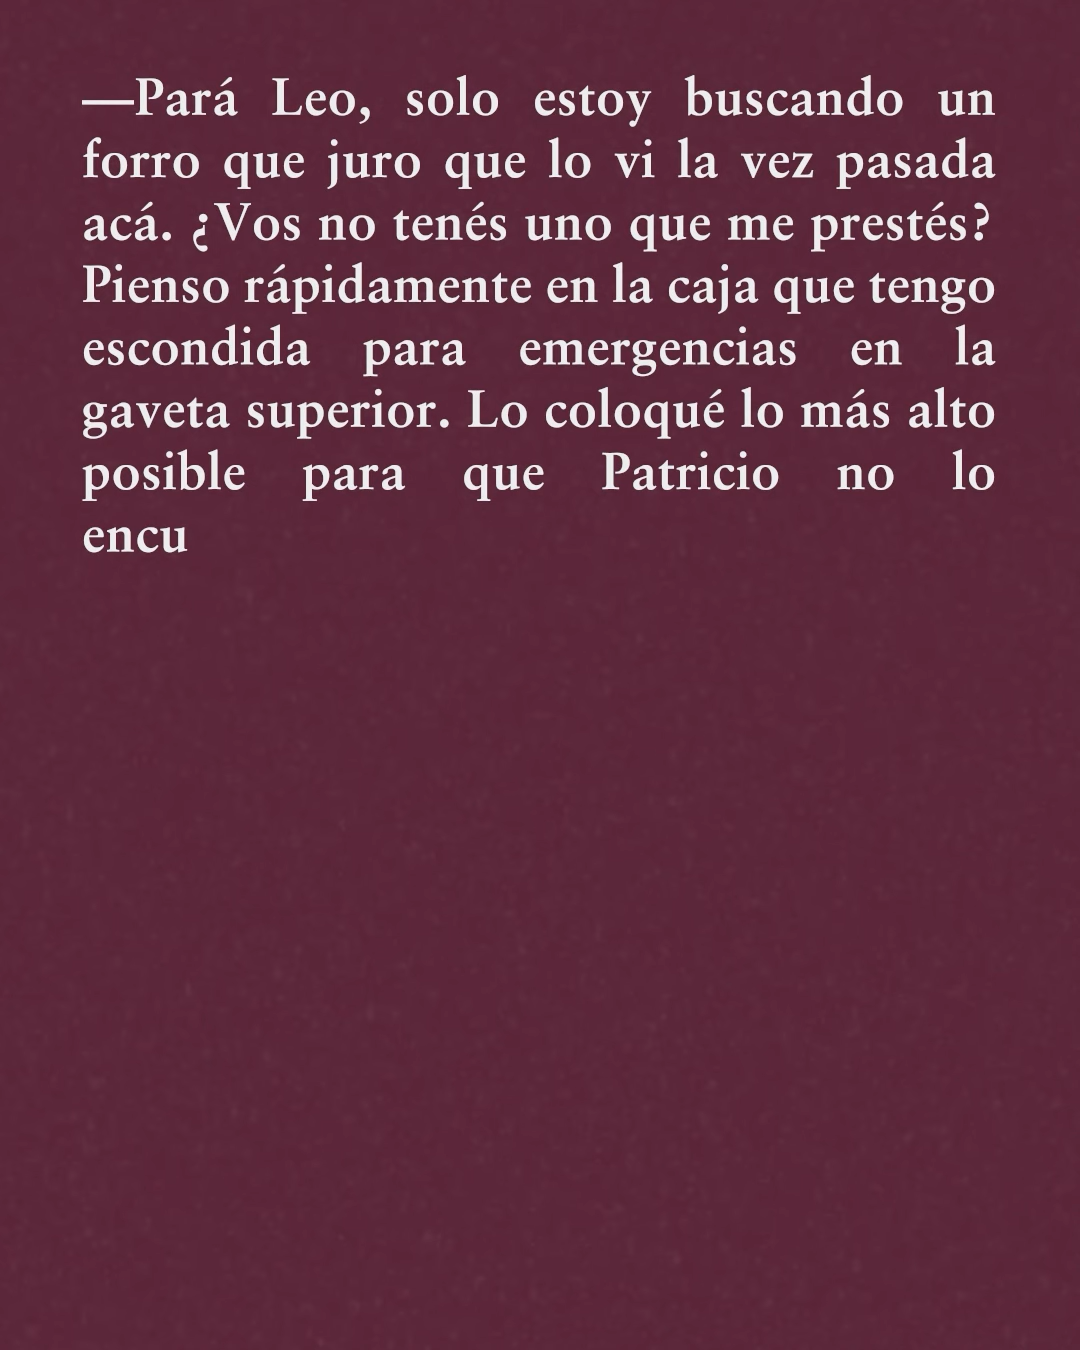 —Pará Leo, solo estoy buscando un
forro que juro que lo vi la vez pasada
acá. ¿Vos no tenés uno que me prestés?
Pienso rápidamente en la caja que tengo
escondida para emergencias en la
gaveta superior. Lo coloqué lo más alto
posible para que Patricio no lo
encu